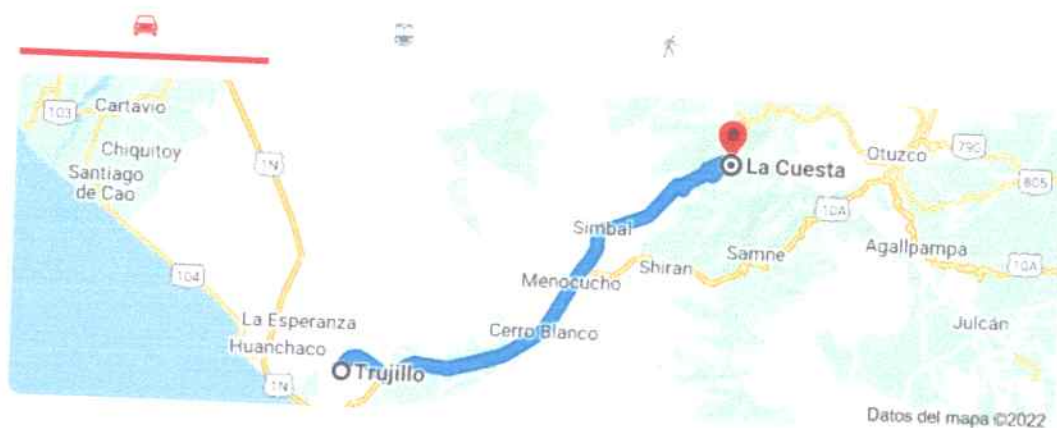 103
Cartavio
Chiquitoy
Santiago
de Cao
1N
104
La Esperanza
Huanchaco
1N
Trujillo
Cerro Blanco
Menocucho
Simbal
Shiran
Samne
10A
La Cuesta
Otuzco
Agallpampa
10A
805
Julcán
Datos del mapa ©2022